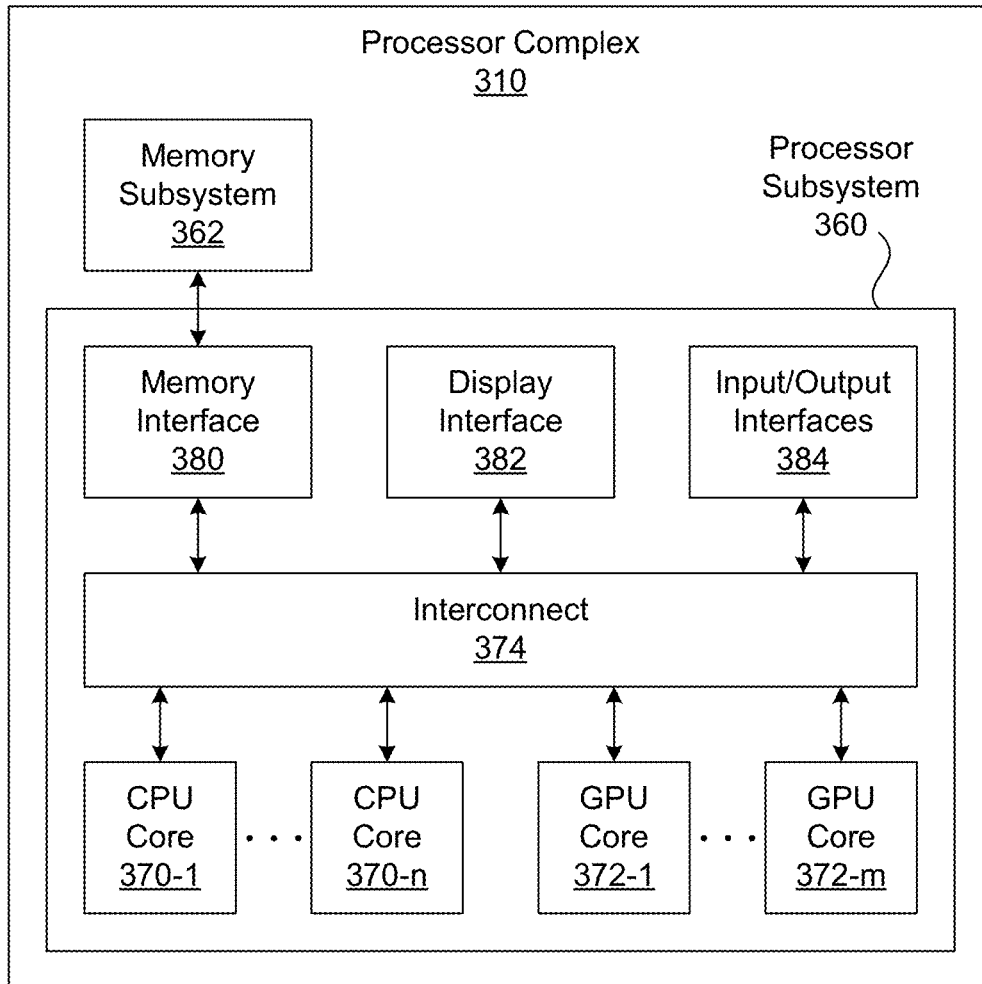 Processor Complex
310
Memory
Subsystem
362
Processor
Subsystem
360
Memory
Interface
380
Display
Interface
382
Input/Output
Interfaces
384
Interconnect
374
CPU
Core
370-1
. . .
CPU
Core
370-n
GPU
Core
372-1
. . .
GPU
Core
372-m